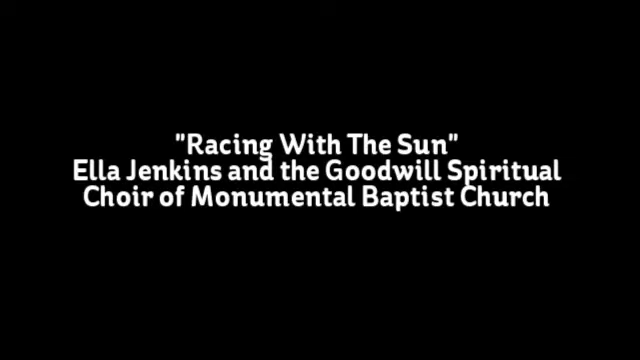 "Racing With The Sun"
Ella Jenkins and the Goodwill Spiritual
Choir of Monumental Baptist Church